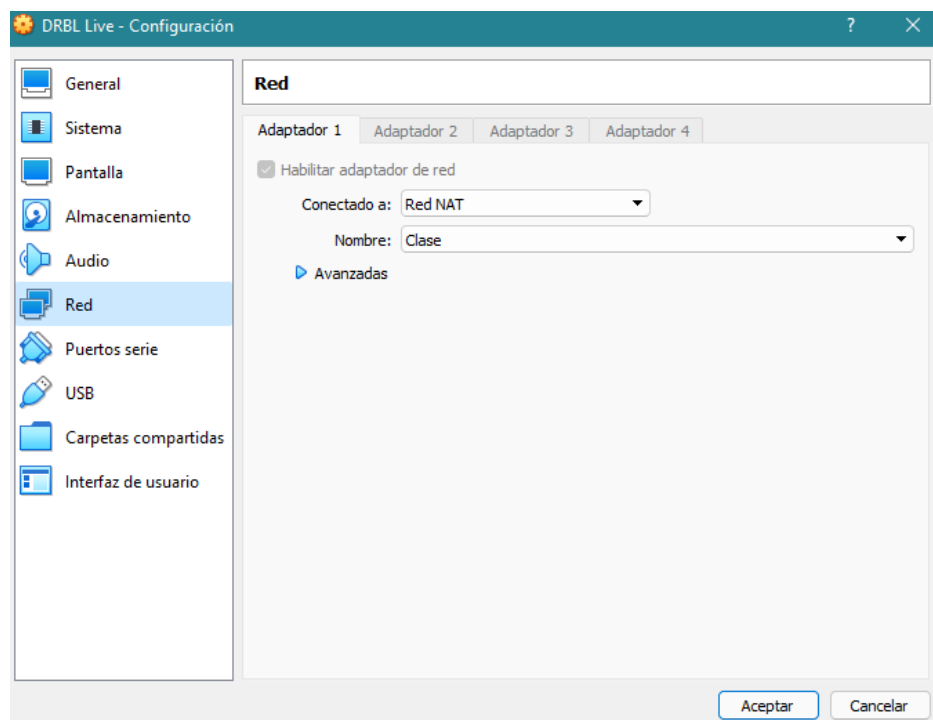 DRBL Live - Configuración ?
General
Sistema
Pantalla
Almacenamiento
Audio
Red
Puertos serie
USB
Carpetas compartidas
Interfaz de usuario
Red
Adaptador 1 Adaptador 2 Adaptador 3 Adaptador 4
Habilitar adaptador de red
Conectado a: Red NAT
Nombre: Clase
Avanzadas
Aceptar Cancelar